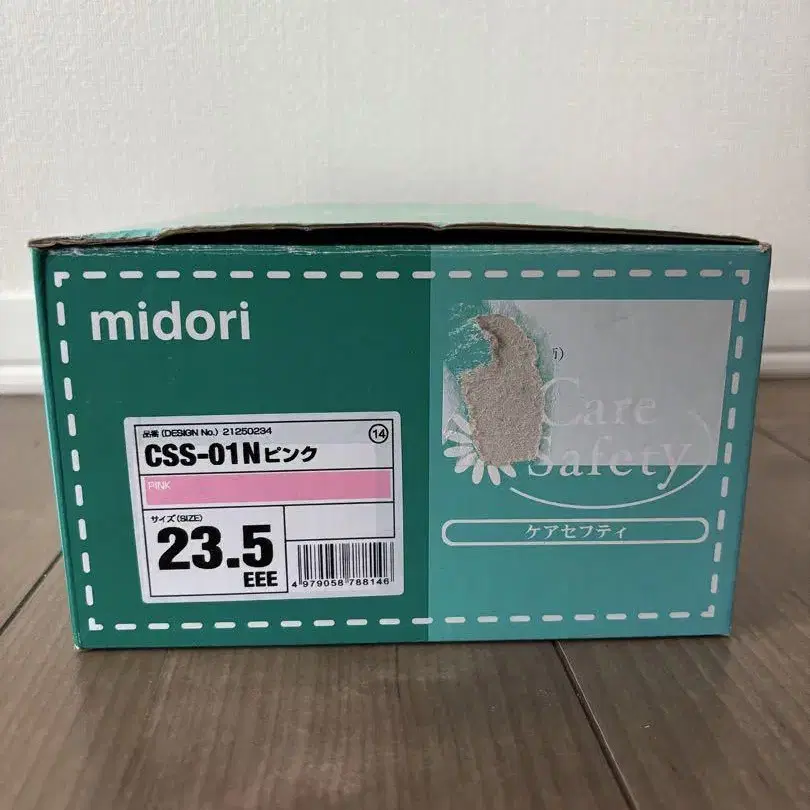 midori
品番 (DESIGN No.) 21250234
⑭
CSS-01N ピンク
PINK
サイズ (SIZE)
23.5
EEE
4 979058 788146
Care
Safety
ケアセフティ